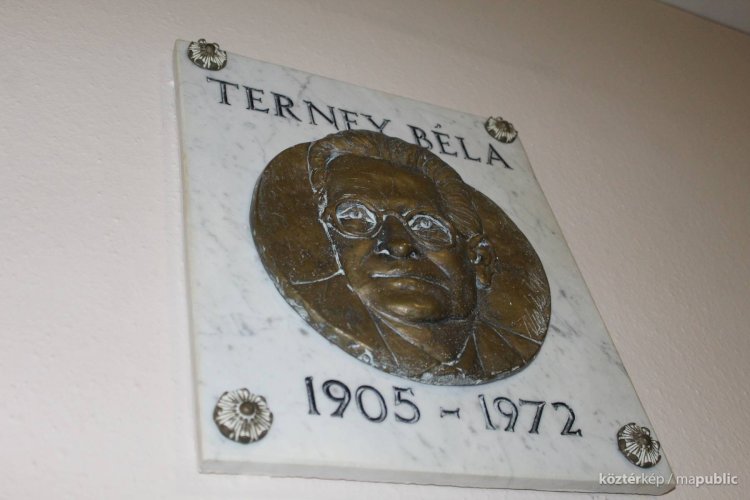 TERNEY BÉLA
1905 - 1972
köztérkép / mapublic